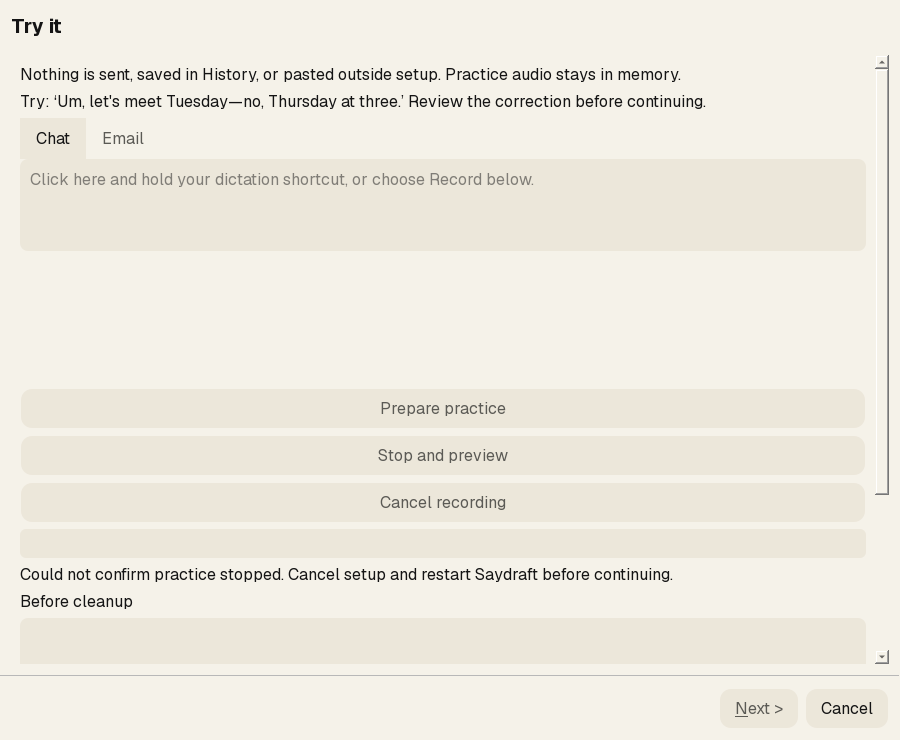 Try it
Nothing is sent, saved in History, or pasted outside setup. Practice audio stays in memory.
Try: ‘Um, let's meet Tuesday—no, Thursday at three.’ Review the correction before continuing.
Chat Email
Click here and hold your dictation shortcut, or choose Record below.
Prepare practice
Stop and preview
Cancel recording
Could not confirm practice stopped. Cancel setup and restart Saydraft before continuing.
Before cleanup
Next > Cancel